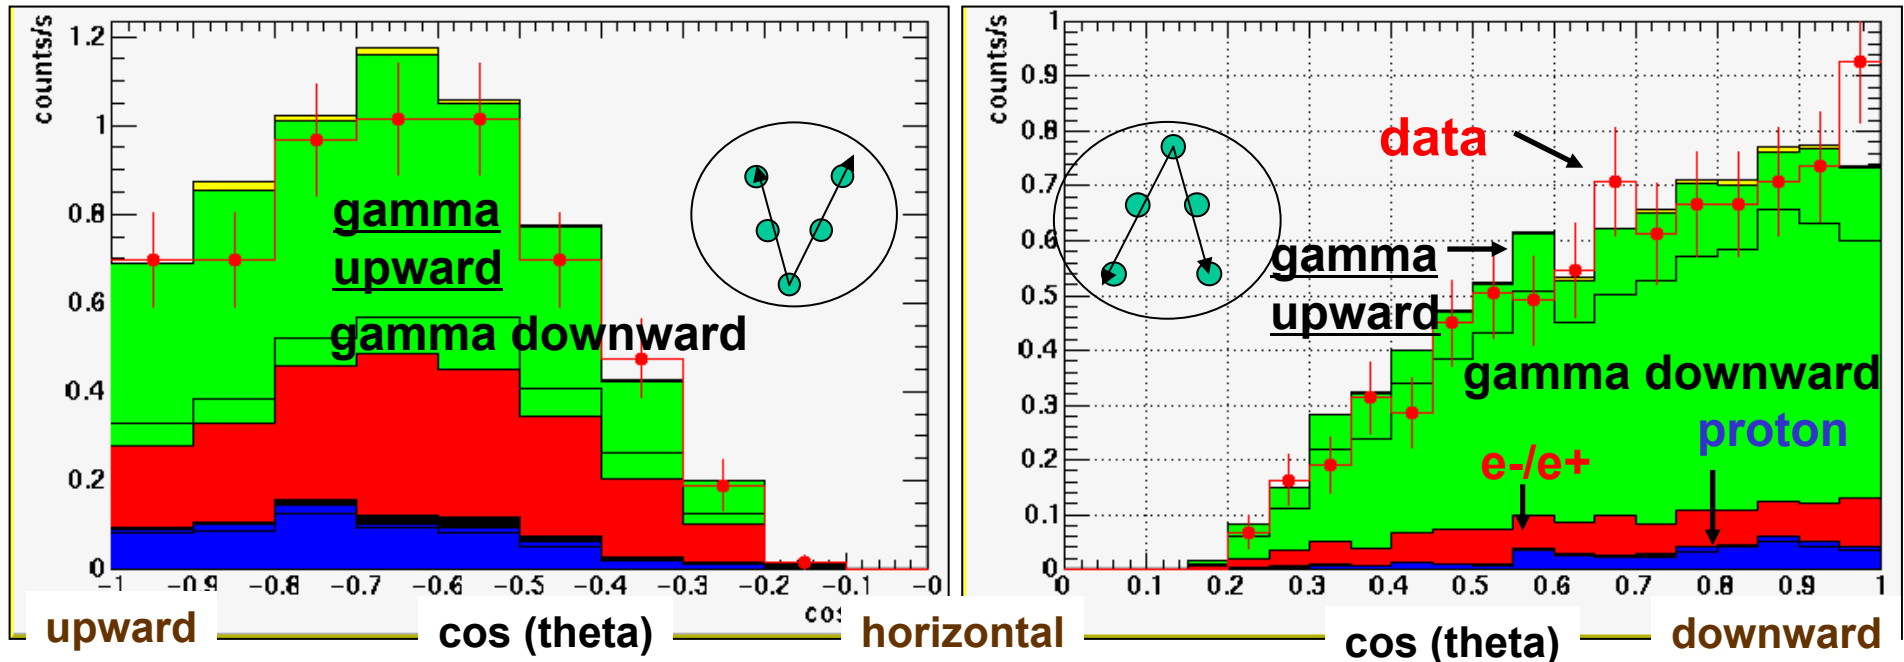 counts/s
1.2
1
0.8
0.6
0.4
0.2
0
-1
-0.9
-0.8
-0.7
-0.6
-0.5
-0.4
-0.3
-0.2
-0.1
-0
gamma
upward
gamma downward
upward
cos (theta)
horizontal
counts/s
1
0.9
0.8
0.7
0.6
0.5
0.4
0.3
0.2
0.1
0
0
0.1
0.2
0.3
0.4
0.5
0.6
0.7
0.8
0.9
1
data
gamma
upward
gamma downward
proton
e-/e+
cos (theta)
downward